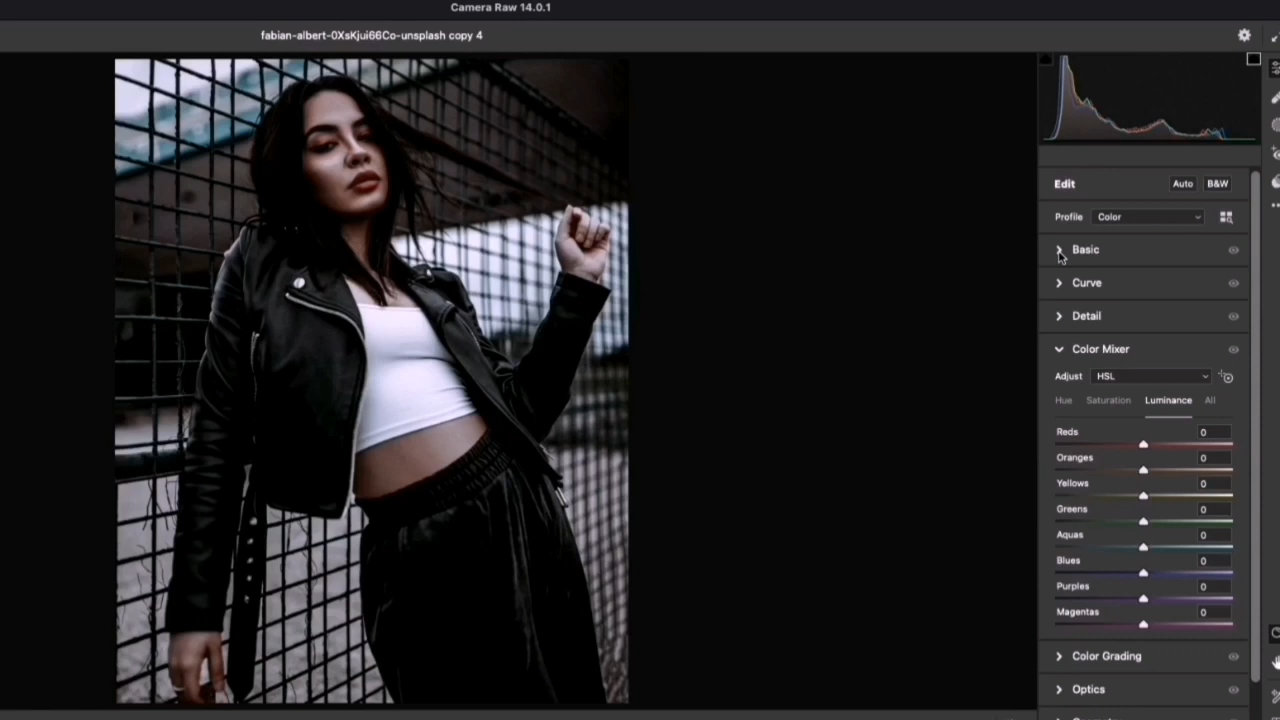 Camera Raw 14.0.1
fabian-albert-0XsKjui66Co-unsplash copy 4
Edit
Auto
B&W
Profile
Color
Basic
Curve
Detail
Color Mixer
Adjust
HSL
Hue
Saturation
Luminance
All
Reds
0
Oranges
0
Yellows
0
Greens
0
Aquas
0
Blues
0
Purples
0
Magentas
0
Color Grading
Optics